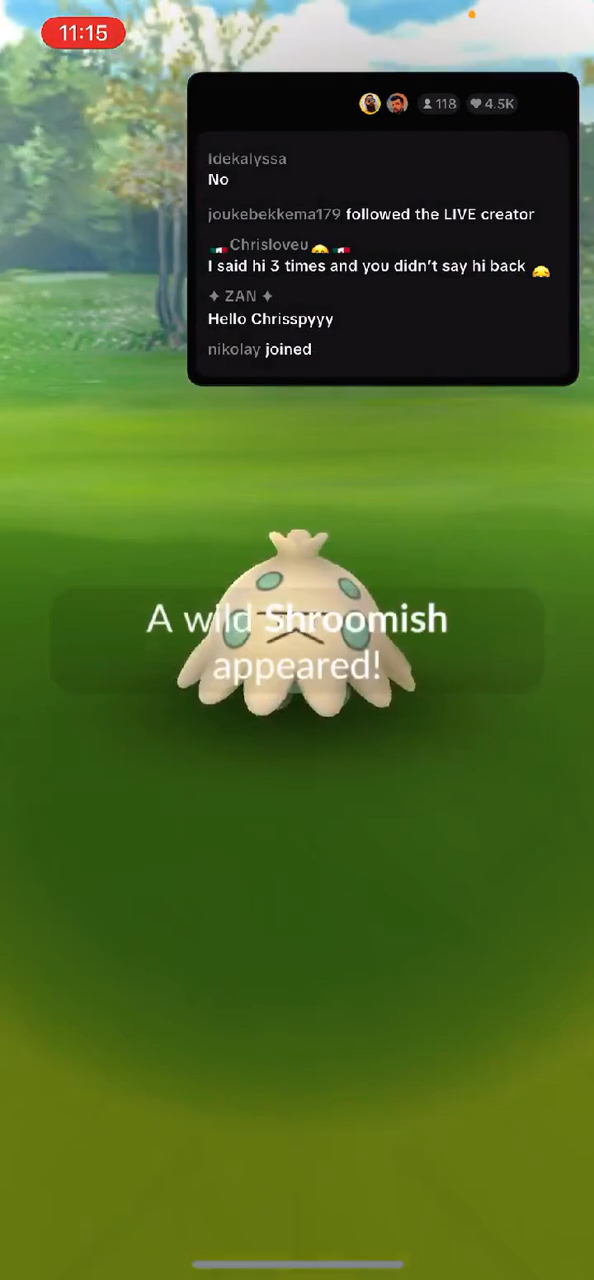 11:15
118 4.5K
Idekalyssa
No
joukebekkema179 followed the LIVE creator
🇲🇽Chrisloveu😂🇲🇽
I said hi 3 times and you didn't say hi back 😂
✦ ZAN ✦
Hello Chrisspyyy
nikolay joined
A wild Shroomish
appeared!